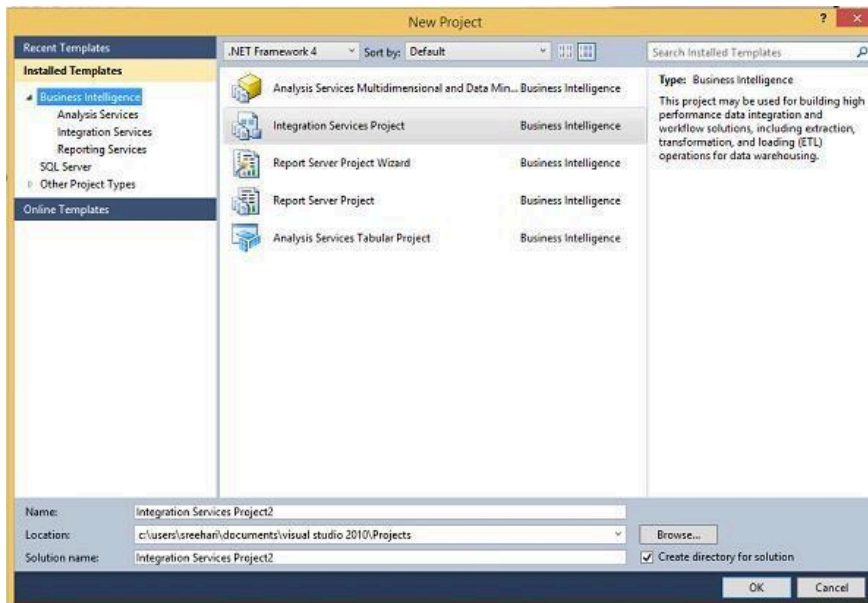 New Project
?
Recent Templates
Installed Templates
Business Intelligence
Analysis Services
Integration Services
Reporting Services
SQL Server
Other Project Types
Online Templates
.NET Framework 4 Sort by: Default
Analysis Services Multidimensional and Data Min... Business Intelligence
Integration Services Project Business Intelligence
Report Server Project Wizard Business Intelligence
Report Server Project Business Intelligence
Analysis Services Tabular Project Business Intelligence
Search Installed Templates
Type: Business Intelligence
This project may be used for building high
performance data integration and
workflow solutions, including extraction,
transformation, and loading (ETL)
operations for data warehousing.
Name: Integration Services Project2
Location: c:\users\sreehari\documents\visual studio 2010\Projects Browse...
Solution name: Integration Services Project2 Create directory for solution
OK Cancel